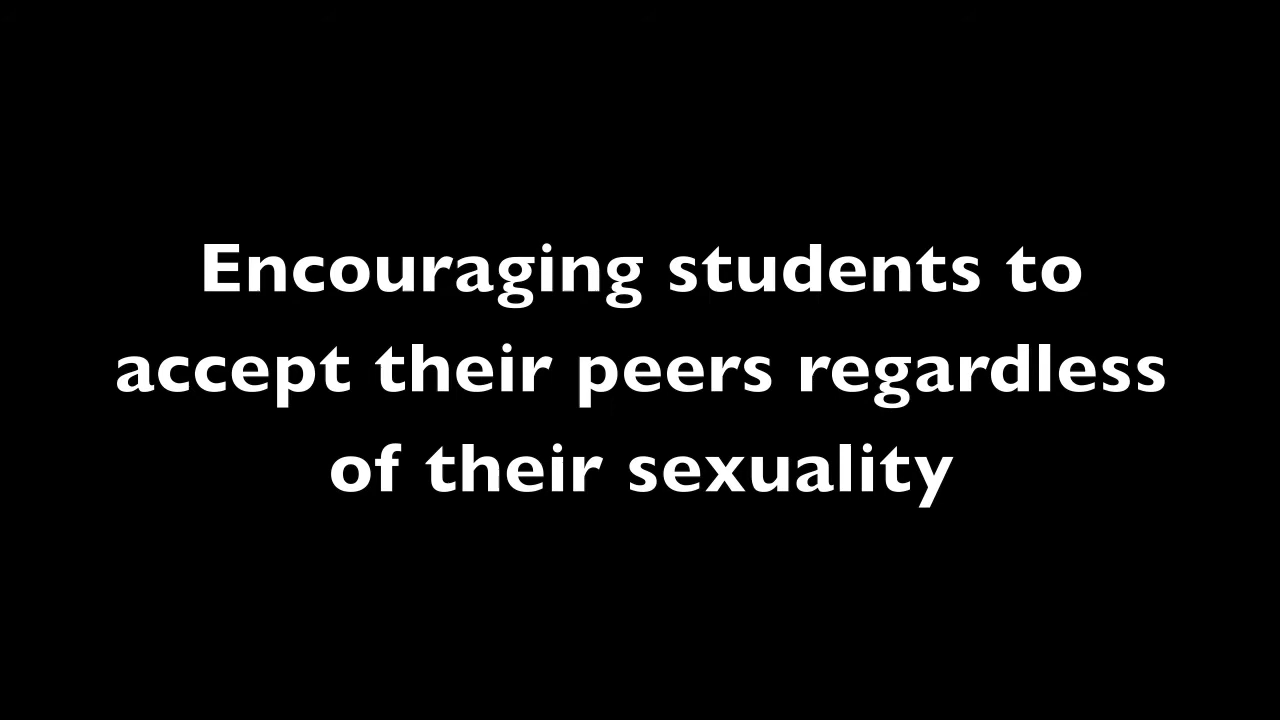 Encouraging students to
accept their peers regardless
of their sexuality